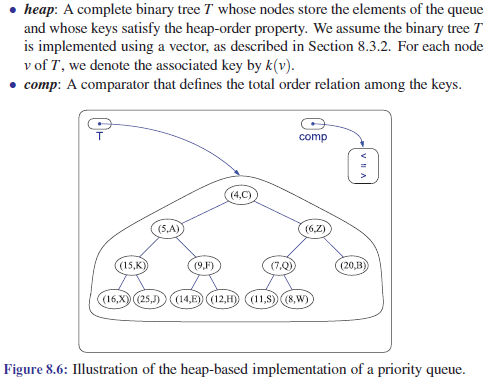 • heap: A complete binary tree T whose nodes store the elements of the queue
and whose keys satisfy the heap-order property. We assume the binary tree T
is implemented using a vector, as described in Section 8.3.2. For each node
v of T, we denote the associated key by k(v).
• comp: A comparator that defines the total order relation among the keys.
T
comp
< = >
(4,C)
(5,A)
(6,Z)
(15,K)
(9,F)
(7,Q)
(20,B)
(16,X)
(25,J)
(14,E)
(12,H)
(11,S)
(8,W)
Figure 8.6: Illustration of the heap-based implementation of a priority queue.